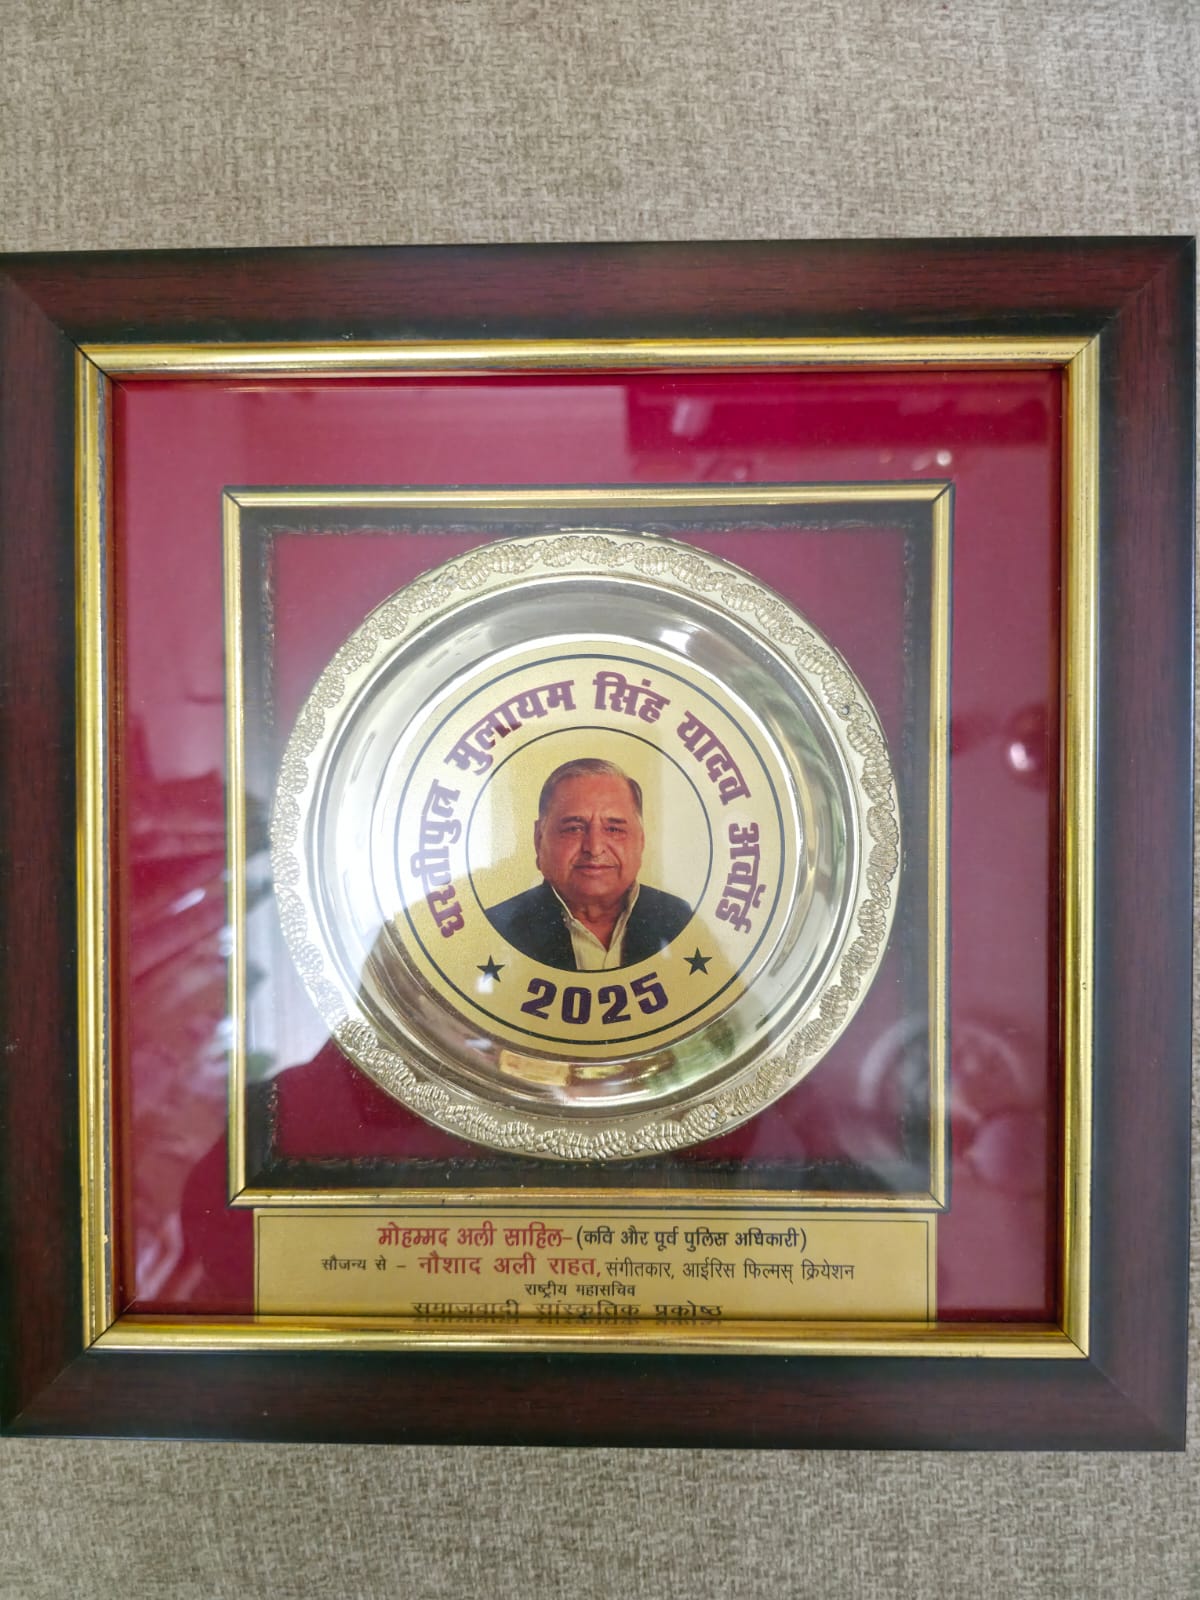 धरतीपुत्र मुलायम सिंह यादव अवॉर्ड
★ 2025 ★
मोहम्मद अली साहिल-(कवि और पूर्व पुलिस अधिकारी)
सौजन्य से - नौशाद अली राहत, संगीतकार, आईरिस फिल्मस् क्रियेशन
राष्ट्रीय महासचिव
समाजवादी सांस्कृतिक प्रकोष्ठ